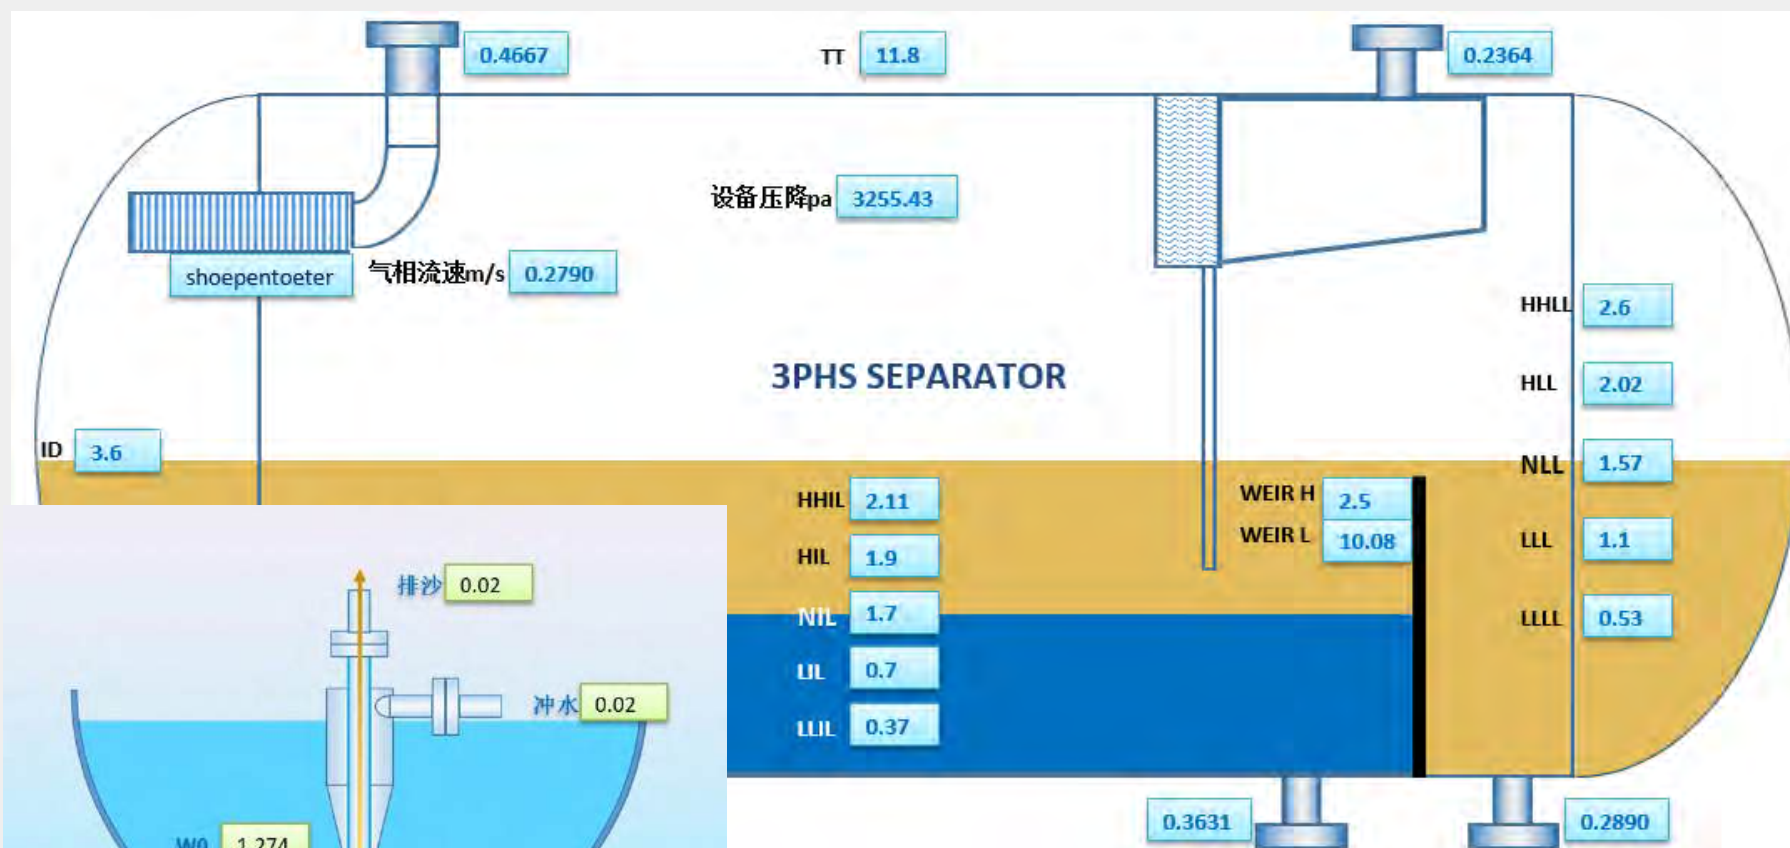 0.4667
TT 11.8
0.2364
设备压降pa 3255.43
shoepentoeter
气相流速m/s 0.2790
HHLL 2.6
3PHS SEPARATOR
HLL 2.02
ID 3.6
NLL 1.57
HHIL 2.11
WEIR H 2.5
WEIR L 10.08
LLL 1.1
HIL 1.9
排沙 0.02
NIL 1.7
LLLL 0.53
LIL 0.7
冲水 0.02
LLIL 0.37
0.3631
0.2890
W0 1.274